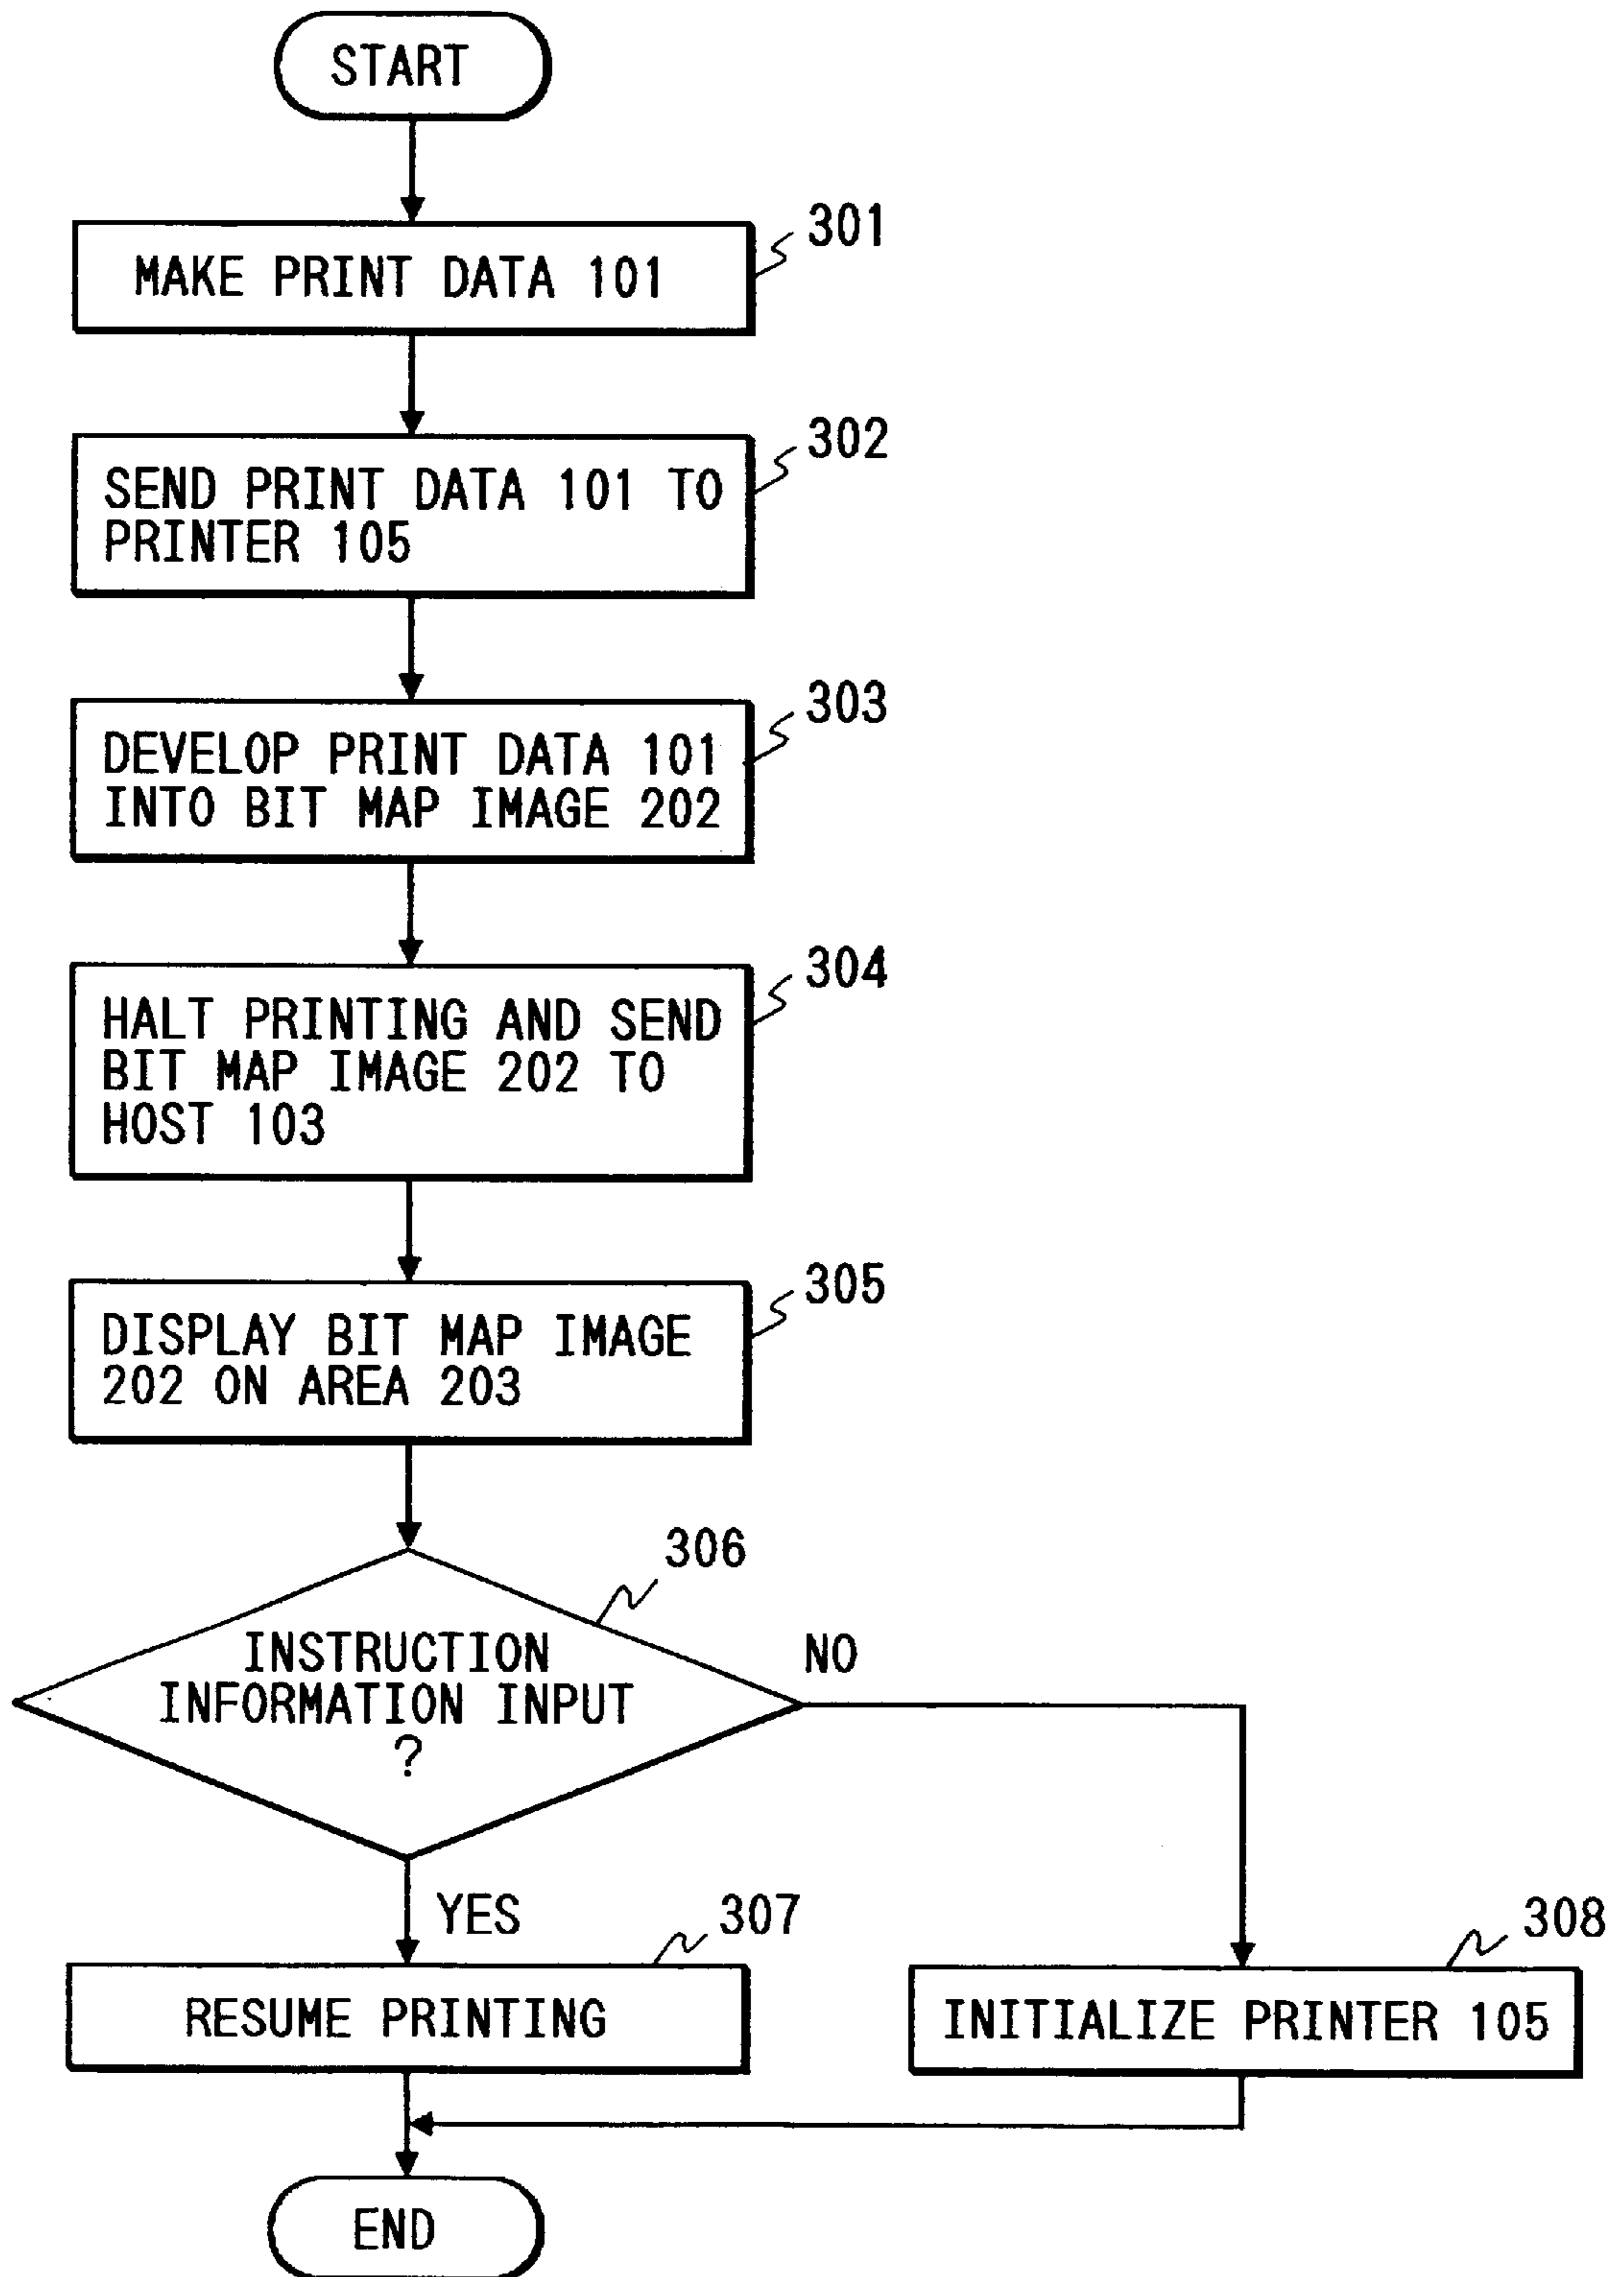 START
301
MAKE PRINT DATA 101
302
SEND PRINT DATA 101 TO
PRINTER 105
303
DEVELOP PRINT DATA 101
INTO BIT MAP IMAGE 202
304
HALT PRINTING AND SEND
BIT MAP IMAGE 202 TO
HOST 103
305
DISPLAY BIT MAP IMAGE
202 ON AREA 203
306
INSTRUCTION
INFORMATION INPUT
?
NO
YES
307
RESUME PRINTING
308
INITIALIZE PRINTER 105
END